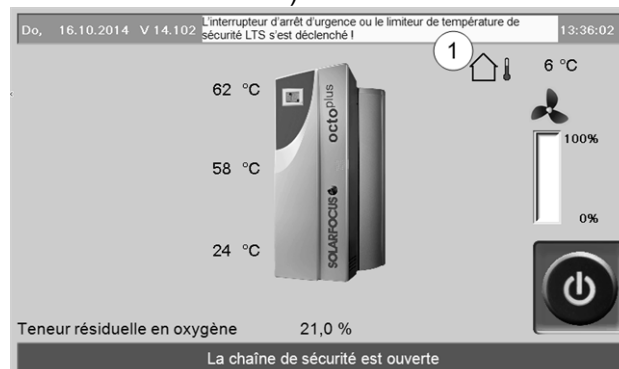 Do, 16.10.2014 V 14.102
L'interrupteur d'arrêt d'urgence ou le limiteur de température de
sécurité LTS s'est déclenché !
13:36:02
1
6 °C
62 °C
octoplus
100%
58 °C
0%
SOLARFOCUS
24 °C
Teneur résiduelle en oxygène 21,0 %
La chaîne de sécurité est ouverte